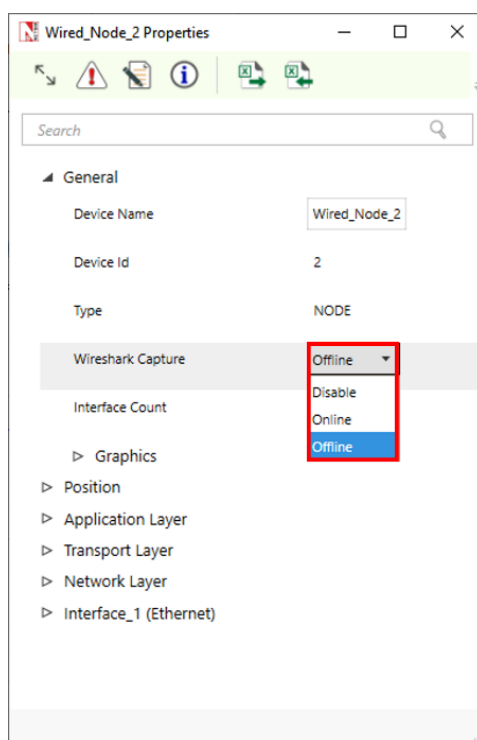 Wired_Node_2 Properties
Search
General
Device Name Wired_Node_2
Device Id 2
Type NODE
Wireshark Capture Offline
Disable
Interface Count
Online
Offline
Graphics
Position
Application Layer
Transport Layer
Network Layer
Interface_1 (Ethernet)